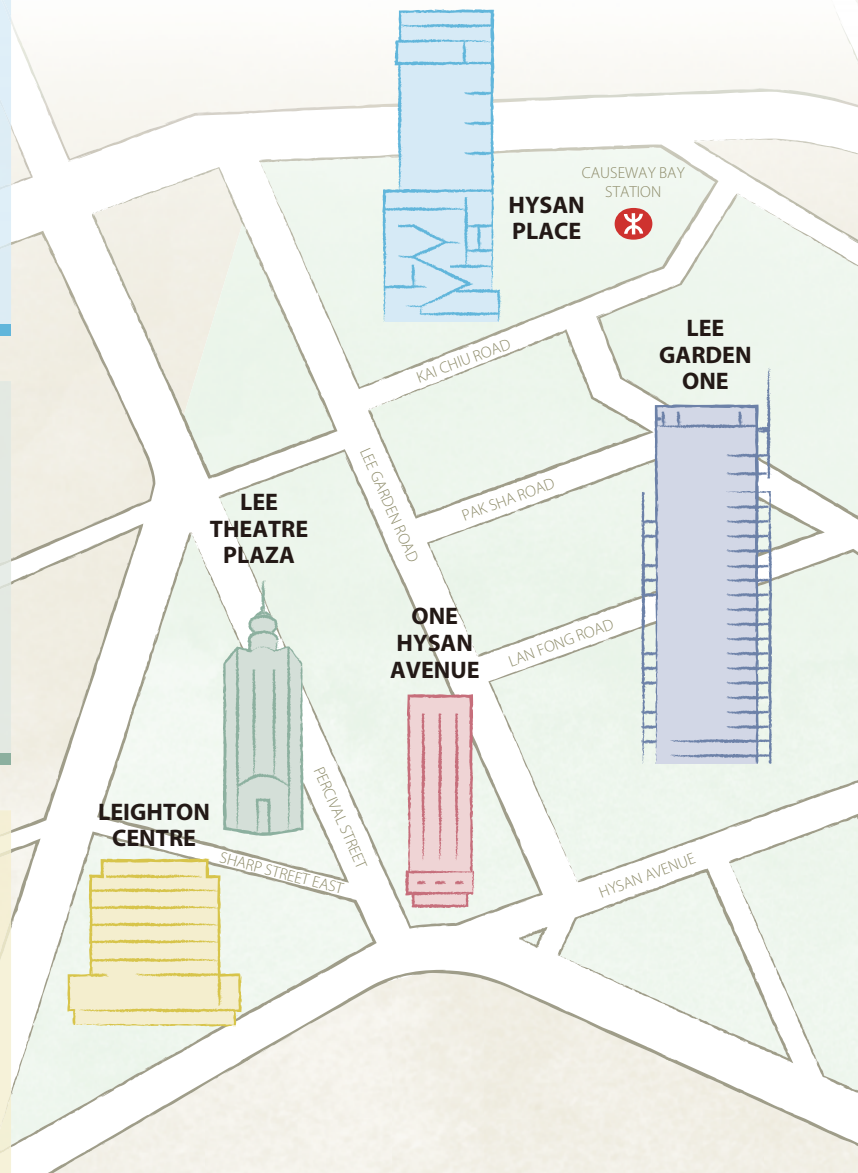 CAUSEWAY BAY
STATION
HYSAN
PLACE
LEE
GARDEN
ONE
KAI CHIU ROAD
LEE GARDEN ROAD
PAK SHA ROAD
LEE
THEATRE
PLAZA
ONE
HYSAN
AVENUE
LAN FONG ROAD
PERCIVAL STREET
LEIGHTON
CENTRE
SHARP STREET EAST
HYSAN AVENUE